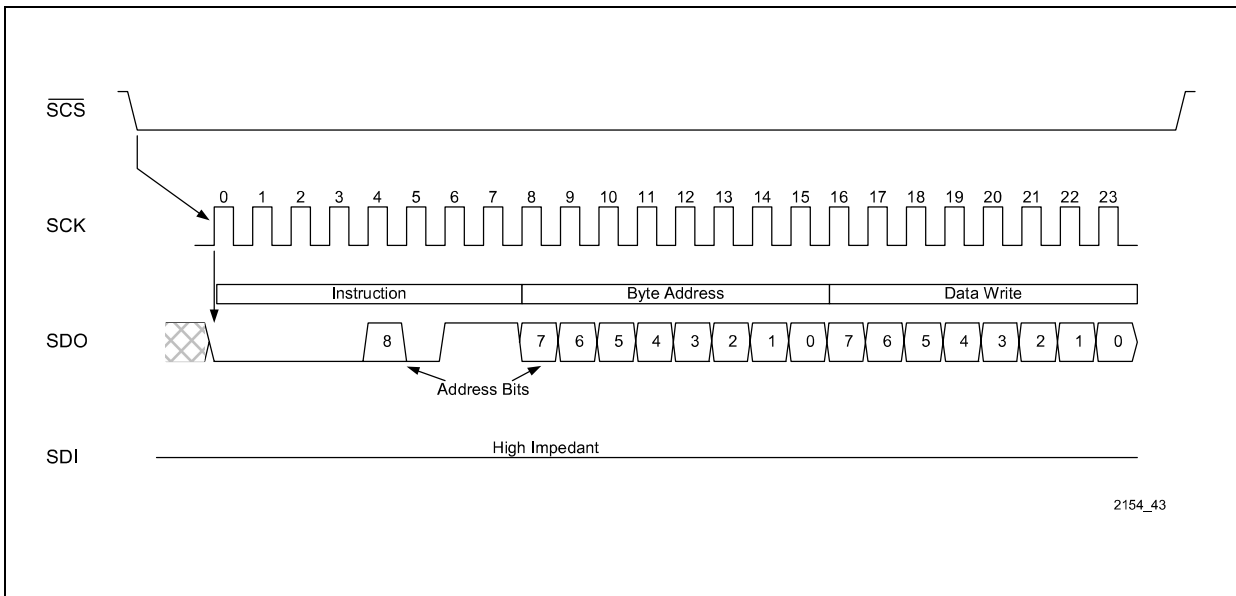 SCS
0 1 2 3 4 5 6 7 8 9 10 11 12 13 14 15 16 17 18 19 20 21 22 23
SCK
Instruction Byte Address Data Write
SDO 8 7 6 5 4 3 2 1 0 7 6 5 4 3 2 1 0
Address Bits
High Impedant
SDI
2154_43